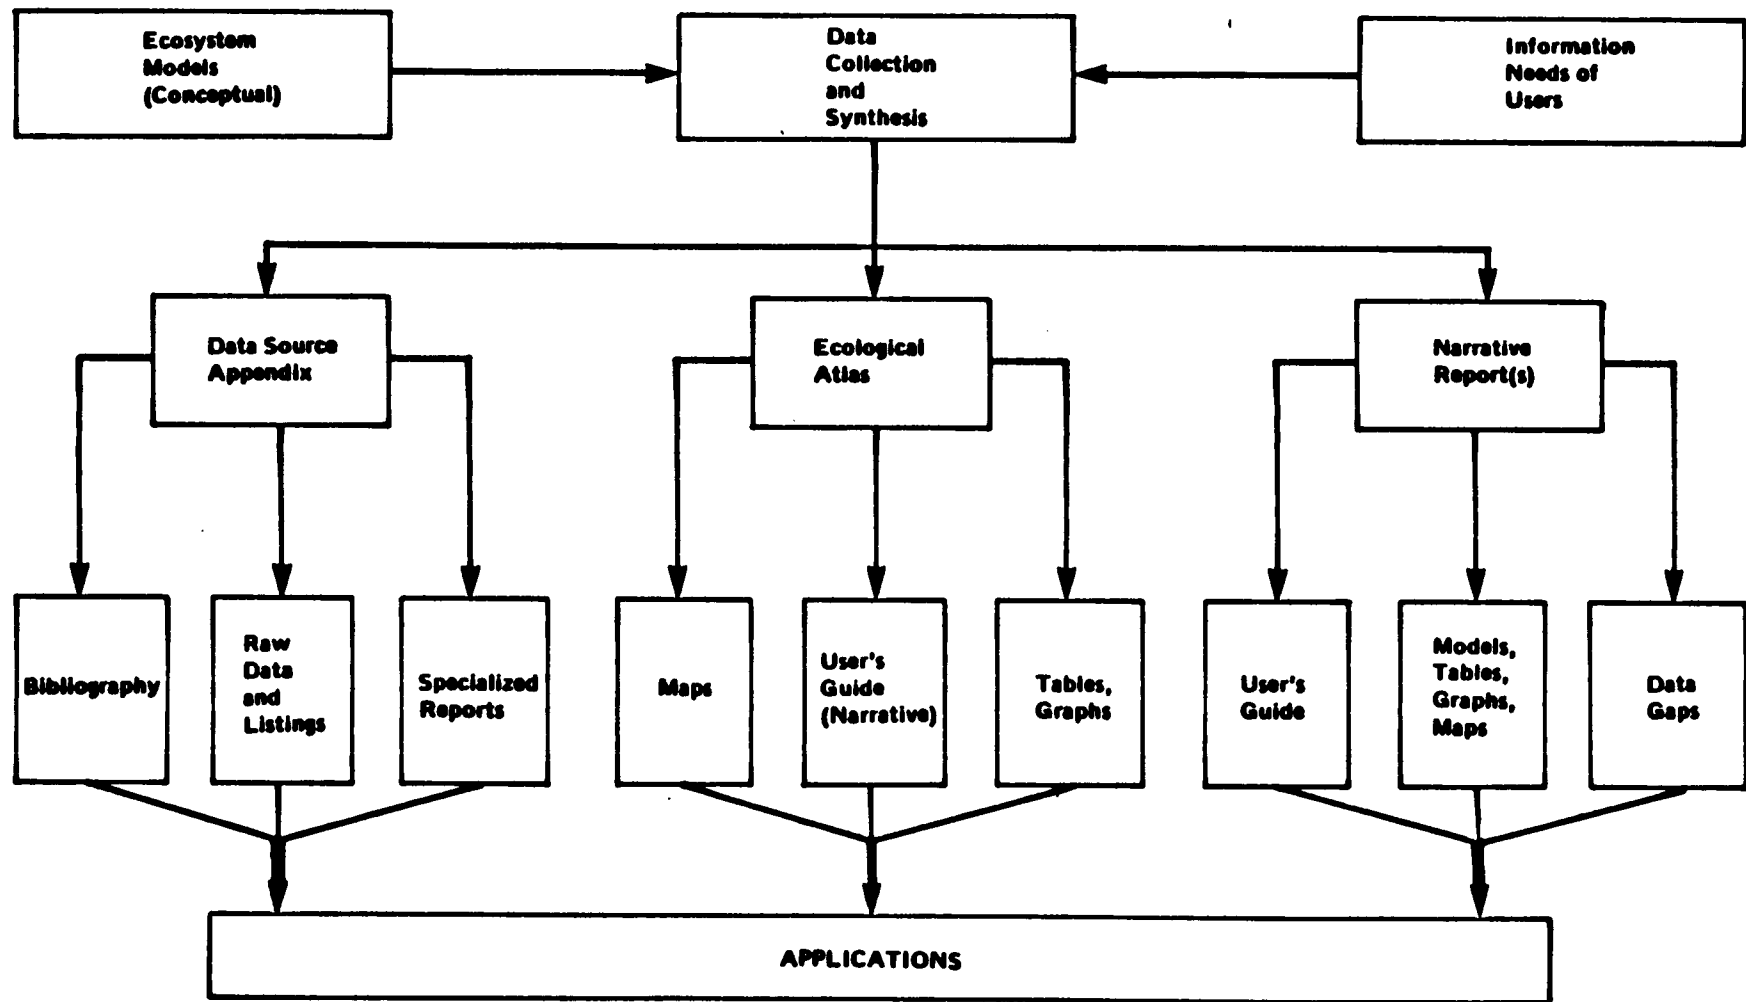 Ecosystem
Models
(Conceptual)
Data
Collection
and
Synthesis
Information
Needs of
Users
Data Source
Appendix
Ecological
Atlas
Narrative
Report(s)
Bibliography
Raw
Data
and
Listings
Specialized
Reports
Maps
User's
Guide
(Narrative)
Tables,
Graphs
User's
Guide
Models,
Tables,
Graphs,
Maps
Data
Gaps
APPLICATIONS